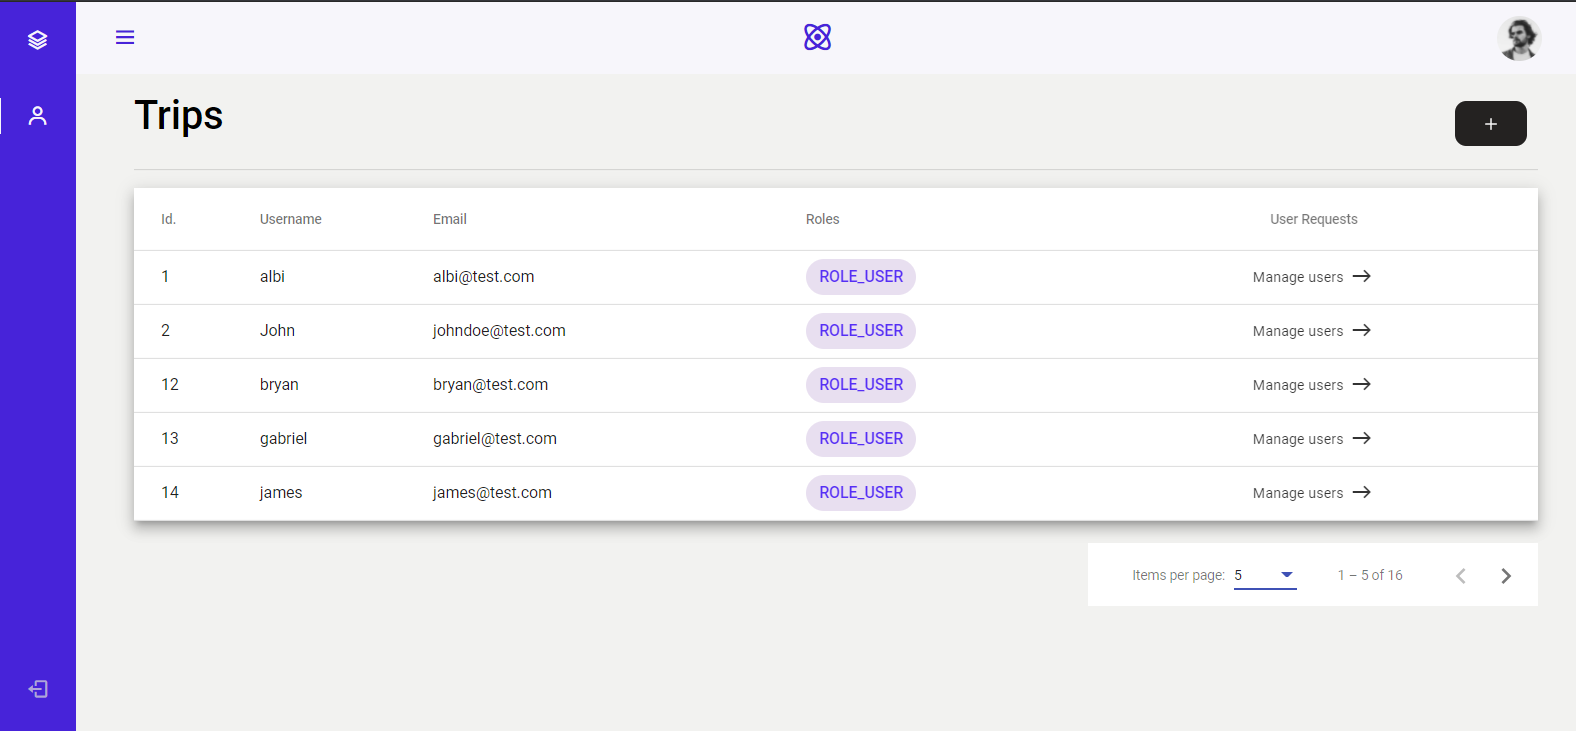 Trips
+
Id. Username Email Roles User Requests
1 albi albi@test.com ROLE_USER Manage users →
2 John johndoe@test.com ROLE_USER Manage users →
12 bryan bryan@test.com ROLE_USER Manage users →
13 gabriel gabriel@test.com ROLE_USER Manage users →
14 james james@test.com ROLE_USER Manage users →
Items per page: 5 1 – 5 of 16